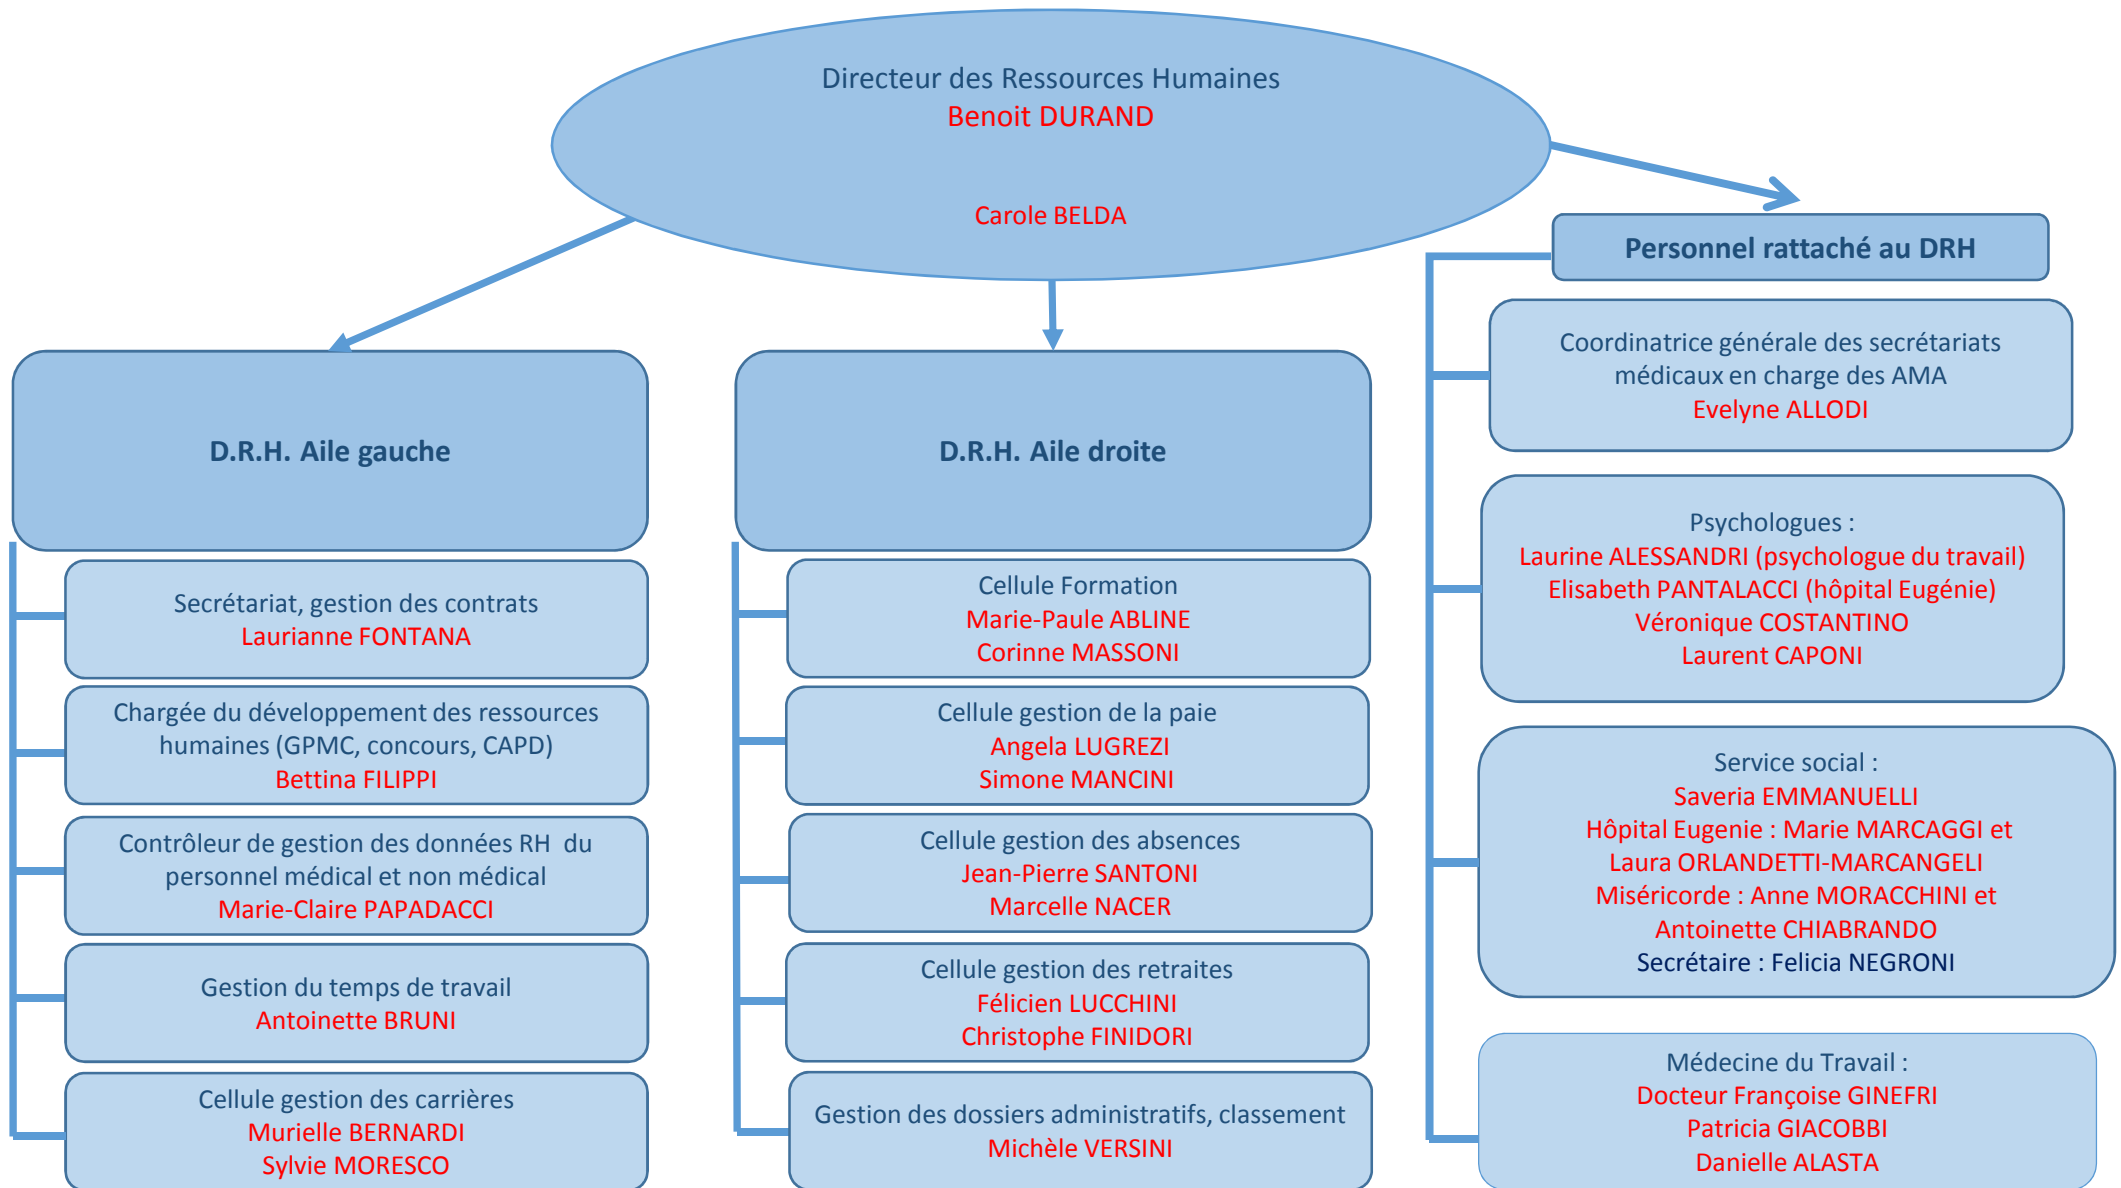 Directeur des Ressources Humaines
Benoit DURAND
Carole BELDA
D.R.H. Aile gauche
Secrétariat, gestion des contrats
Laurianne FONTANA
Chargée du développement des ressources
humaines (GPMC, concours, CAPD)
Bettina FILIPPI
Contrôleur de gestion des données RH du
personnel médical et non médical
Marie-Claire PAPADACCI
Gestion du temps de travail
Antoinette BRUNI
Cellule gestion des carrières
Murielle BERNARDI
Sylvie MORESCO
D.R.H. Aile droite
Cellule Formation
Marie-Paule ABLINE
Corinne MASSONI
Cellule gestion de la paie
Angela LUGREZI
Simone MANCINI
Cellule gestion des absences
Jean-Pierre SANTONI
Marcelle NACER
Cellule gestion des retraites
Félicien LUCCHINI
Christophe FINIDORI
Gestion des dossiers administratifs, classement
Michèle VERSINI
Personnel rattaché au DRH
Coordinatrice générale des secrétariats
médicaux en charge des AMA
Evelyne ALLODI
Psychologues :
Laurine ALESSANDRI (psychologue du travail)
Elisabeth PANTALACCI (hôpital Eugénie)
Véronique COSTANTINO
Laurent CAPONI
Service social :
Saveria EMMANUELLI
Hôpital Eugenie : Marie MARCAGGI et
Laura ORLANDETTI-MARCANGELI
Miséricorde : Anne MORACCHINI et
Antoinette CHIABRANDO
Secrétaire : Felicia NEGRONI
Médecine du Travail :
Docteur Françoise GINEFRI
Patricia GIACOBBI
Danielle ALASTA